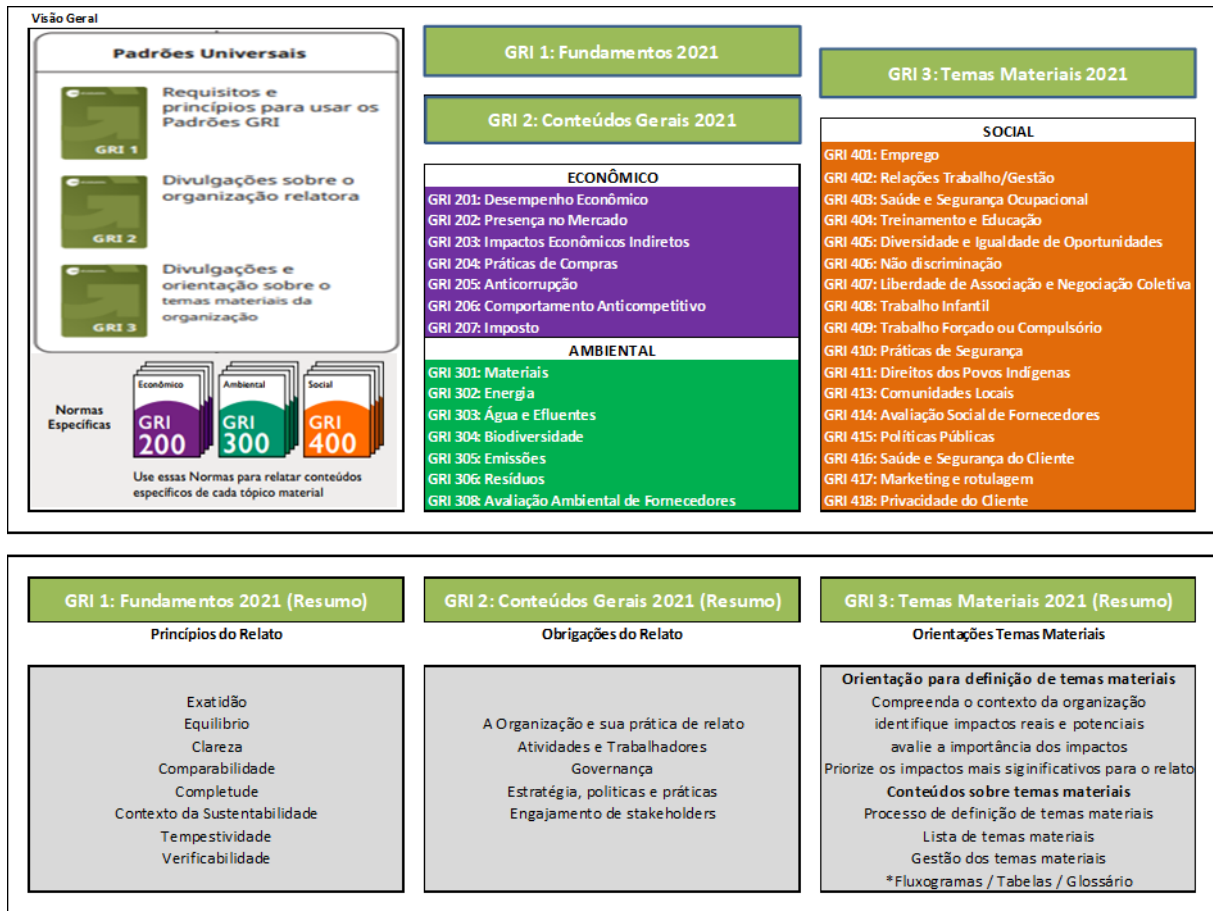 Visão Geral
Padrões Universais
Requisitos e
princípios para usar os
Padrões GRI
GRI 1
Divulgações sobre o
organização relatora
GRI 2
Divulgações e
orientação sobre o
temas materiais da
organização
GRI 3
Normas
Específicas
Econômico
GRI
200
Ambiental
GRI
300
Social
GRI
400
Use essas Normas para relatar conteúdos
específicos de cada tópico material
GRI 1: Fundamentos 2021
GRI 2: Conteúdos Gerais 2021
ECONÔMICO
GRI 201: Desempenho Econômico
GRI 202: Presença no Mercado
GRI 203: Impactos Econômicos Indiretos
GRI 204: Práticas de Compras
GRI 205: Anticorrupção
GRI 206: Comportamento Anticompetitivo
GRI 207: Imposto
AMBIENTAL
GRI 301: Materiais
GRI 302: Energia
GRI 303: Água e Efluentes
GRI 304: Biodiversidade
GRI 305: Emissões
GRI 306: Resíduos
GRI 308: Avaliação Ambiental de Fornecedores
GRI 3: Temas Materiais 2021
SOCIAL
GRI 401: Emprego
GRI 402: Relações Trabalho/Gestão
GRI 403: Saúde e Segurança Ocupacional
GRI 404: Treinamento e Educação
GRI 405: Diversidade e Igualdade de Oportunidades
GRI 406: Não discriminação
GRI 407: Liberdade de Associação e Negociação Coletiva
GRI 408: Trabalho Infantil
GRI 409: Trabalho Forçado ou Compulsório
GRI 410: Práticas de Segurança
GRI 411: Direitos dos Povos Indígenas
GRI 413: Comunidades Locais
GRI 414: Avaliação Social de Fornecedores
GRI 415: Políticas Públicas
GRI 416: Saúde e Segurança do Cliente
GRI 417: Marketing e rotulagem
GRI 418: Privacidade do Cliente
GRI 1: Fundamentos 2021 (Resumo)
Princípios do Relato
Exatidão
Equilibrio
Clareza
Comparabilidade
Completude
Contexto da Sustentabilidade
Tempestividade
Verificabilidade
GRI 2: Conteúdos Gerais 2021 (Resumo)
Obrigações do Relato
A Organização e sua prática de relato
Atividades e Trabalhadores
Governança
Estratégia, politicas e práticas
Engajamento de stakeholders
GRI 3: Temas Materiais 2021 (Resumo)
Orientações Temas Materiais
Orientação para definição de temas materiais
Compreenda o contexto da organização
identifique impactos reais e potenciais
avalie a importância dos impactos
Priorize os impactos mais siginificativos para o relato
Conteúdos sobre temas materiais
Processo de definição de temas materiais
Lista de temas materiais
Gestão dos temas materiais
*Fluxogramas / Tabelas / Glossário